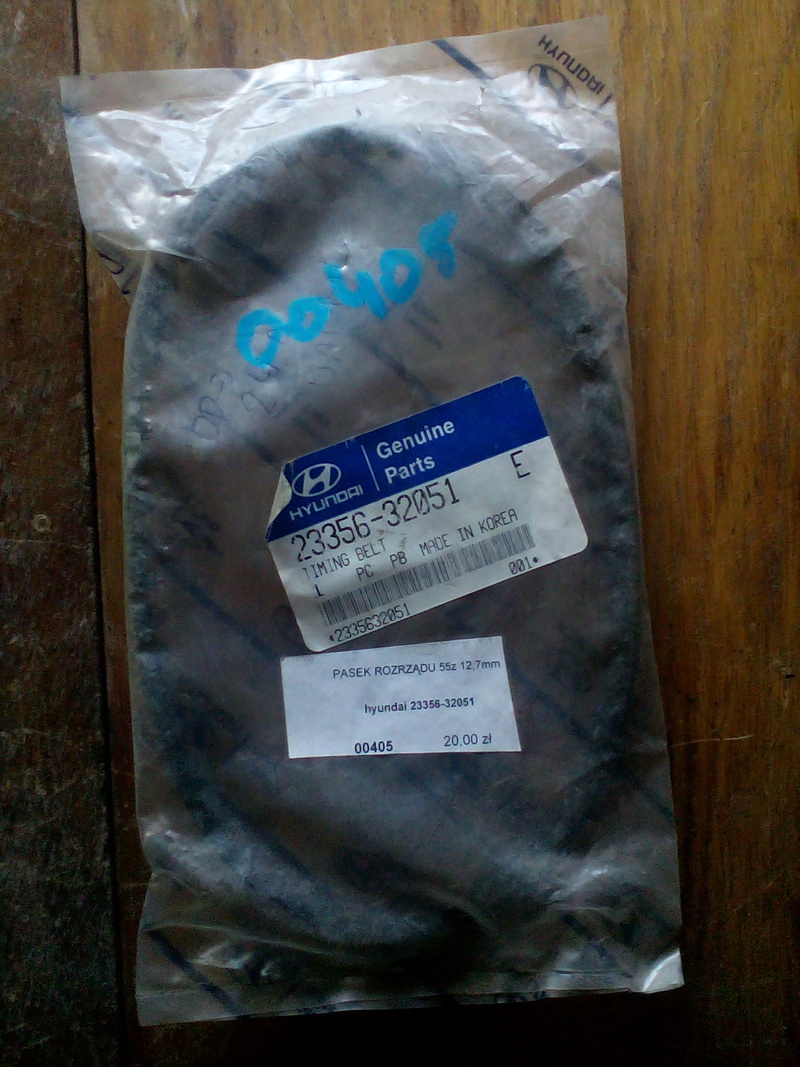 HYUNDAI
00405
Genuine
Parts
HYUNDAI
23356-32051 E
TIMING BELT
1 PC PB MADE IN KOREA
*2335632051 001*
PASEK ROZRZĄDU 55z 12,7mm
hyundai 23356-32051
00405 20,00 zł